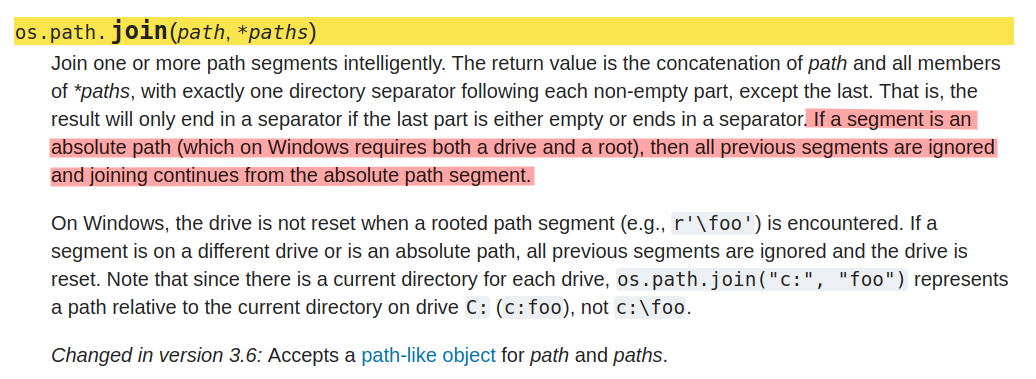 os.path.join(path, *paths)
Join one or more path segments intelligently. The return value is the concatenation of path and all members
of *paths, with exactly one directory separator following each non-empty part, except the last. That is, the
result will only end in a separator if the last part is either empty or ends in a separator. If a segment is an
absolute path (which on Windows requires both a drive and a root), then all previous segments are ignored
and joining continues from the absolute path segment.
On Windows, the drive is not reset when a rooted path segment (e.g., r'\foo') is encountered. If a
segment is on a different drive or is an absolute path, all previous segments are ignored and the drive is
reset. Note that since there is a current directory for each drive, os.path.join("c:", "foo") represents
a path relative to the current directory on drive C: (c:foo), not c:\foo.
Changed in version 3.6: Accepts a path-like object for path and paths.